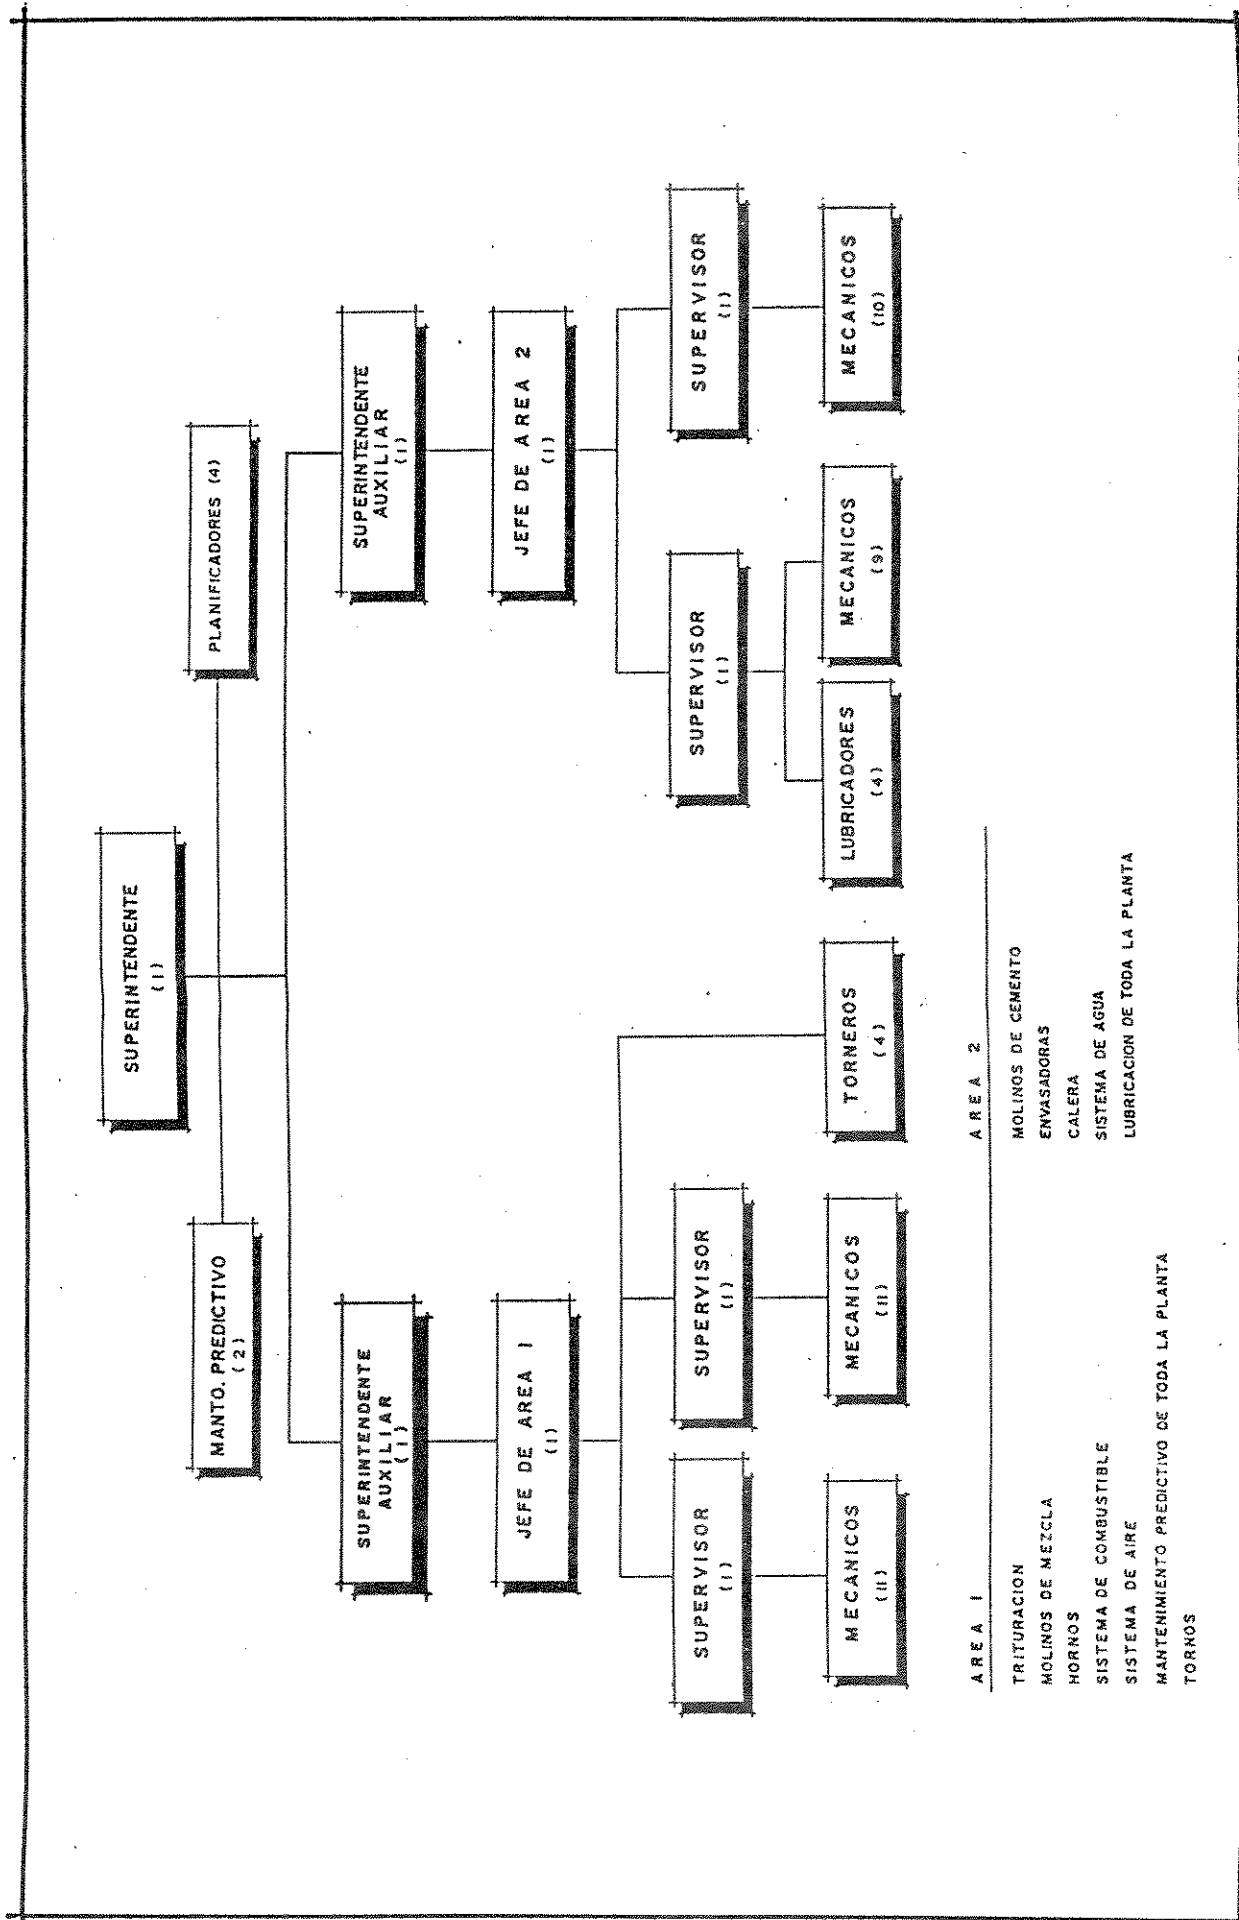 SUPERINTENDENTE
(1)
MANTO. PREDICTIVO
(2)
PLANIFICADORES (4)
SUPERINTENDENTE
AUXILIAR
(1)
SUPERINTENDENTE
AUXILIAR
(1)
JEFE DE AREA 1
(1)
JEFE DE AREA 2
(1)
SUPERVISOR
(1)
SUPERVISOR
(1)
SUPERVISOR
(1)
SUPERVISOR
(1)
MECANICOS
(11)
MECANICOS
(11)
TORNEROS
(4)
LUBRICADORES
(4)
MECANICOS
(9)
MECANICOS
(10)
AREA 1
TRITURACION
MOLINOS DE MEZCLA
HORNOS
SISTEMA DE COMBUSTIBLE
SISTEMA DE AIRE
MANTENIMIENTO PREDICTIVO DE TODA LA PLANTA
TORNOS
AREA 2
MOLINOS DE CEMENTO
ENVASADORAS
CALERA
SISTEMA DE AGUA
LUBRICACION DE TODA LA PLANTA